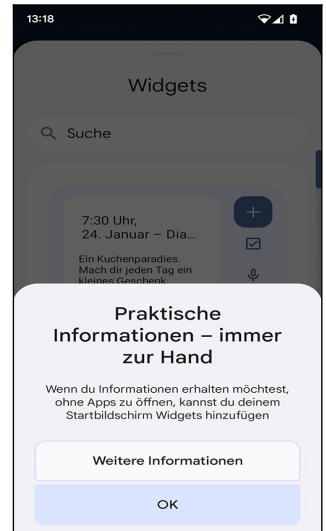 13:18
Widgets
Suche
7:30 Uhr,
24. Januar – Dia...
Ein Kuchenparadies.
Mach dir jeden Tag ein
kleines Geschenk
Praktische
Informationen – immer
zur Hand
Wenn du Informationen erhalten möchtest,
ohne Apps zu öffnen, kannst du deinem
Startbildschirm Widgets hinzufügen
Weitere Informationen
OK